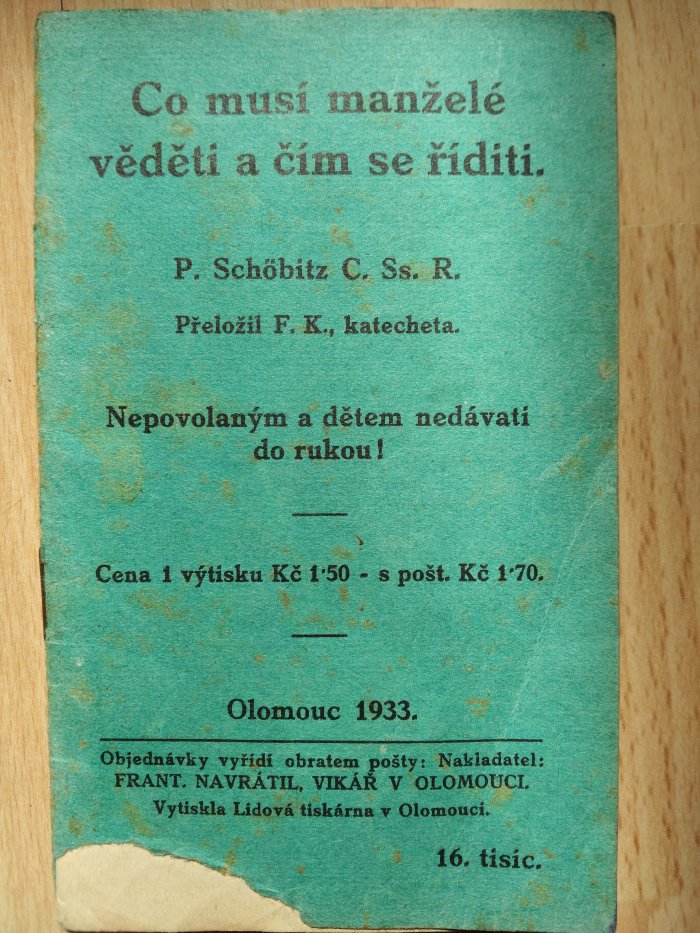 Co musí manželé
věděti a čím se říditi.
P. Schöbitz C. Ss. R.
Přeložil F. K., katecheta.
Nepovolaným a dětem nedávati
do rukou!
Cena 1 výtisku Kč 1·50 - s pošt. Kč 1·70.
Olomouc 1933.
Objednávky vyřídí obratem pošty: Nakladatel:
FRANT. NAVRÁTIL, VIKÁŘ V OLOMOUCI.
Vytiskla Lidová tiskárna v Olomouci.
16. tisíc.